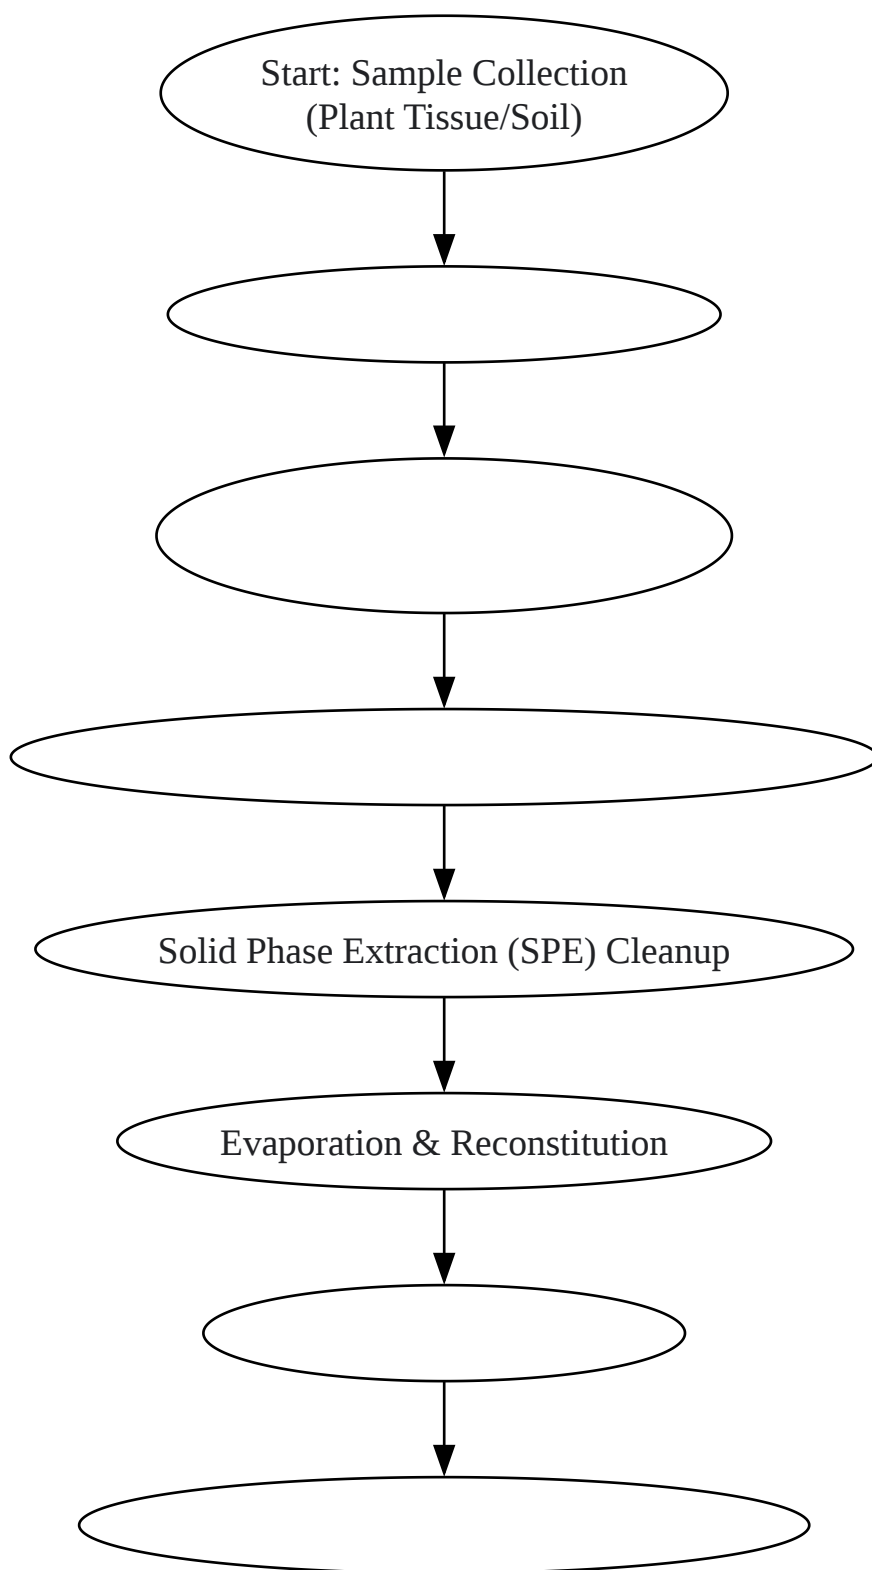 Start: Sample Collection
(Plant Tissue/Soil)
Solid Phase Extraction (SPE) Cleanup
Evaporation & Reconstitution